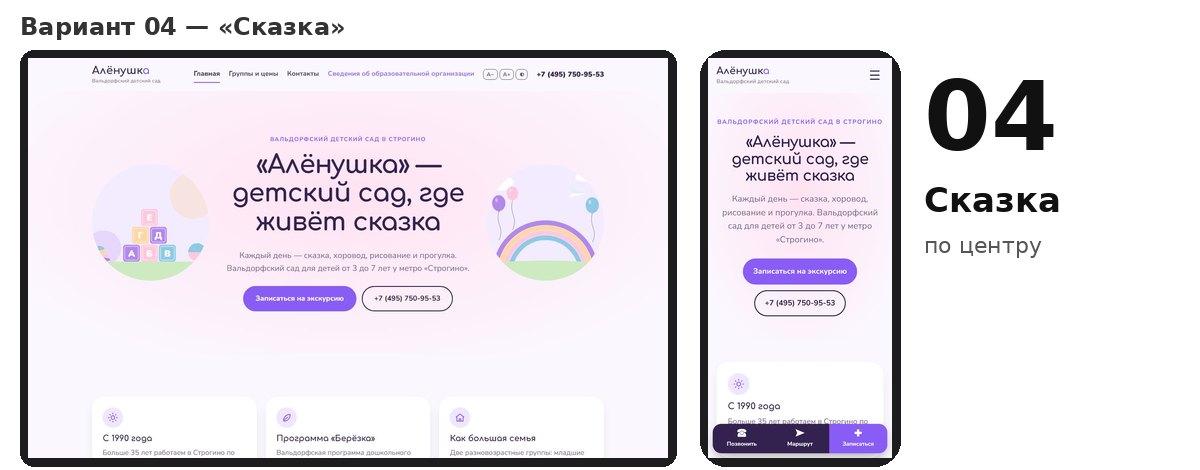 Вариант 04 — «Сказка»
Алёнушка
Вальдорфский детский сад
Главная Группы и цены Контакты Сведения об образовательной организации А− А+ +7 (495) 750-95-53
ВАЛЬДОРФСКИЙ ДЕТСКИЙ САД В СТРОГИНО
«Алёнушка» —
детский сад, где
живёт сказка
Каждый день — сказка, хоровод, рисование и прогулка.
Вальдорфский сад для детей от 3 до 7 лет у метро «Строгино».
Записаться на экскурсию +7 (495) 750-95-53
Е
Г Д
А Б В
С 1990 года
Больше 35 лет работаем в Строгино по
Программа «Берёзка»
Вальдорфская программа дошкольного
Как большая семья
Две разновозрастные группы: младшие
Алёнушка
Вальдорфский детский сад
ВАЛЬДОРФСКИЙ ДЕТСКИЙ САД В СТРОГИНО
«Алёнушка» —
детский сад, где
живёт сказка
Каждый день — сказка, хоровод,
рисование и прогулка. Вальдорфский
сад для детей от 3 до 7 лет у метро
«Строгино».
Записаться на экскурсию
+7 (495) 750-95-53
С 1990 года
Больше 35 лет работаем в Строгино по
Позвонить Маршрут Записаться
04
Сказка
по центру